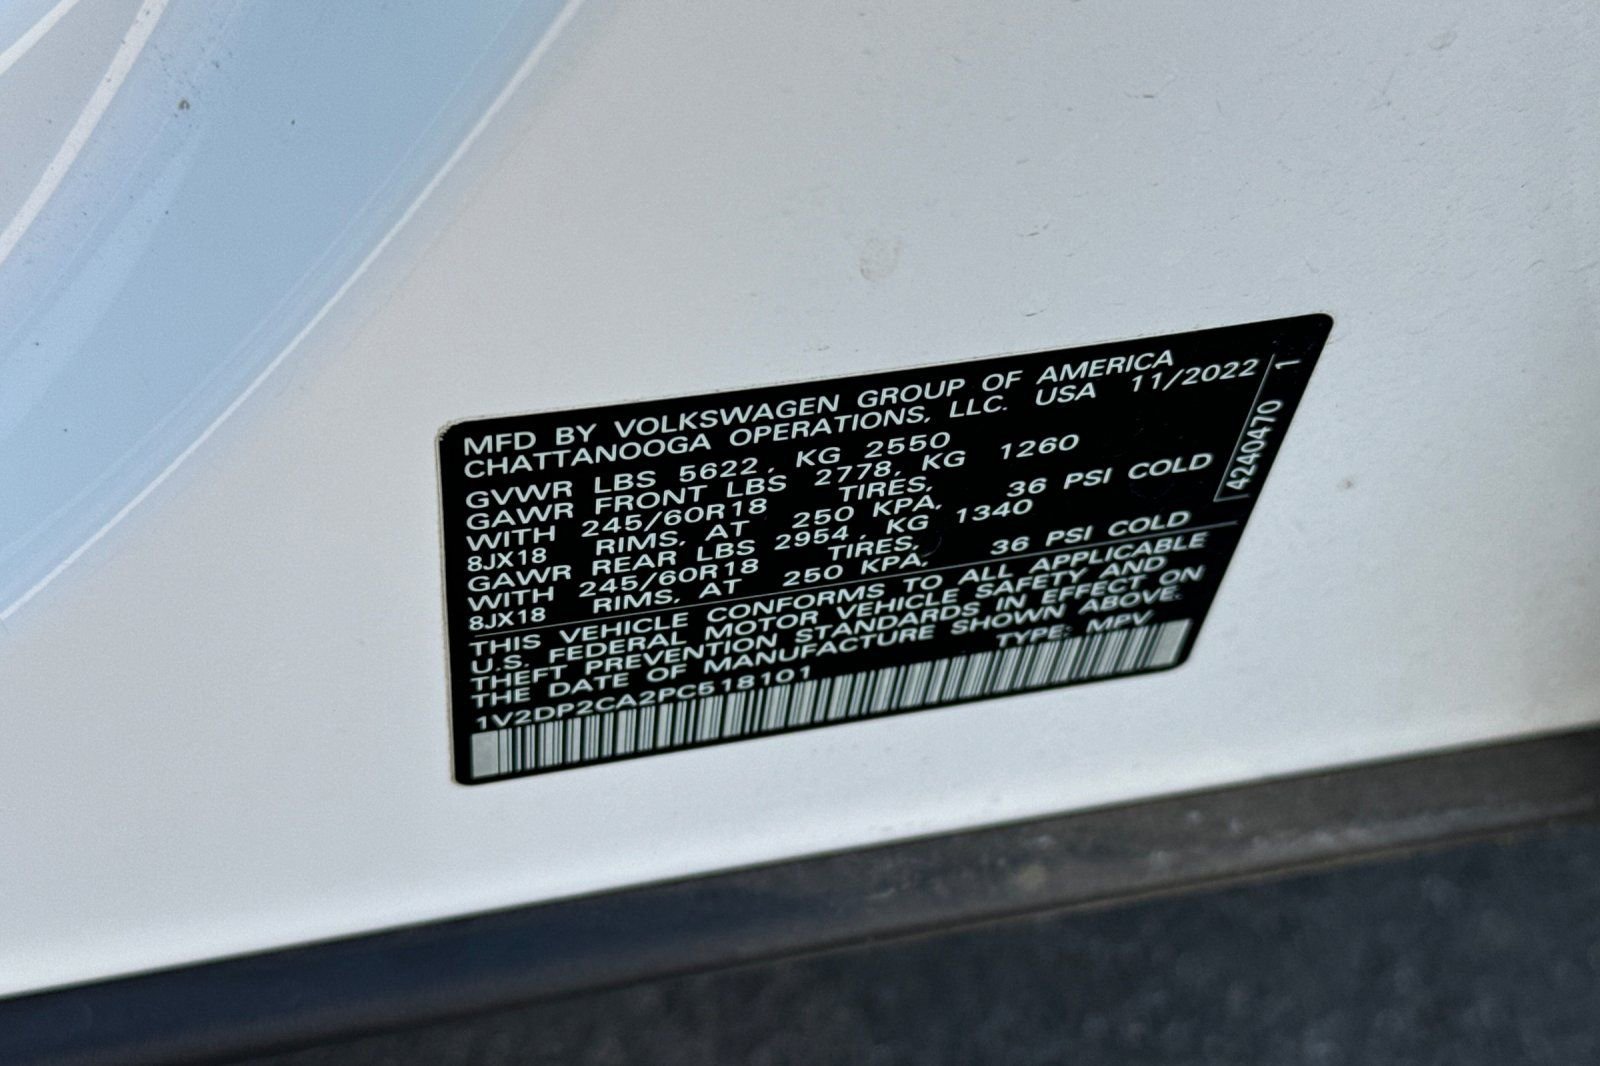 MFD BY VOLKSWAGEN GROUP OF AMERICA
CHATTANOOGA OPERATIONS, LLC. USA 11/2022
GVWR LBS 5622, KG 2550
GAWR FRONT LBS 2778, KG 1260
WITH 245/60R18 TIRES,
8JX18 RIMS, AT 250 KPA, 36 PSI COLD
GAWR REAR LBS 2954, KG 1340
WITH 245/60R18 TIRES,
8JX18 RIMS, AT 250 KPA, 36 PSI COLD
THIS VEHICLE CONFORMS TO ALL APPLICABLE
U.S. FEDERAL MOTOR VEHICLE SAFETY AND
THEFT PREVENTION STANDARDS IN EFFECT ON
THE DATE OF MANUFACTURE SHOWN ABOVE.
1V2DP2CA2PC518101 TYPE: MPV
4240470 1